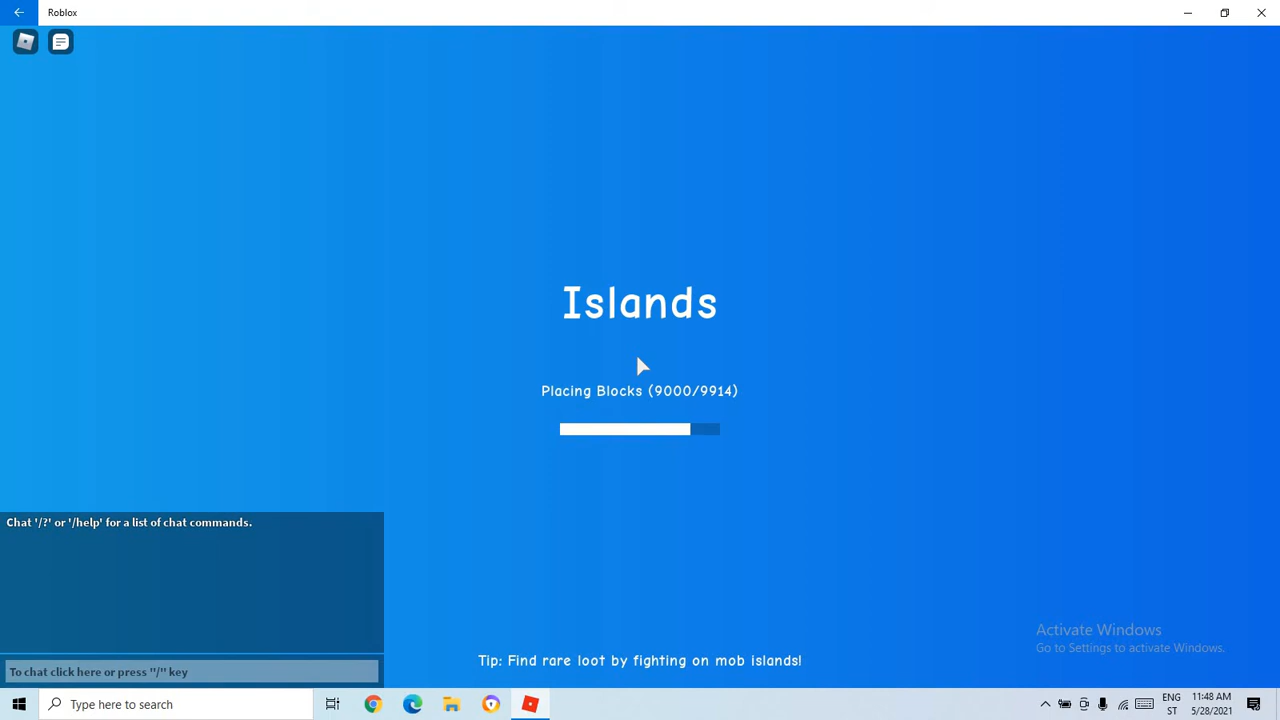 Roblox
Islands
Placing Blocks (9000/9914)
Chat '/?' or '/help' for a list of chat commands.
To chat click here or press "/" key
Tip: Find rare loot by fighting on mob islands!
Activate Windows
Go to Settings to activate Windows.
Type here to search
ENG
ST
11:48 AM
5/28/2021